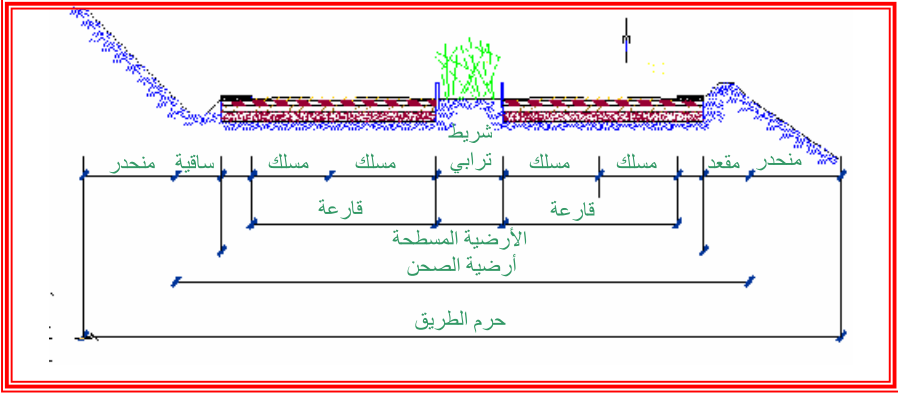 شريط
ترابي
منحدر مقعد مسلك مسلك مسلك مسلك ساقية منحدر
قارعة قارعة
الأرضية المسطحة
أرضية الصحن
حرم الطريق